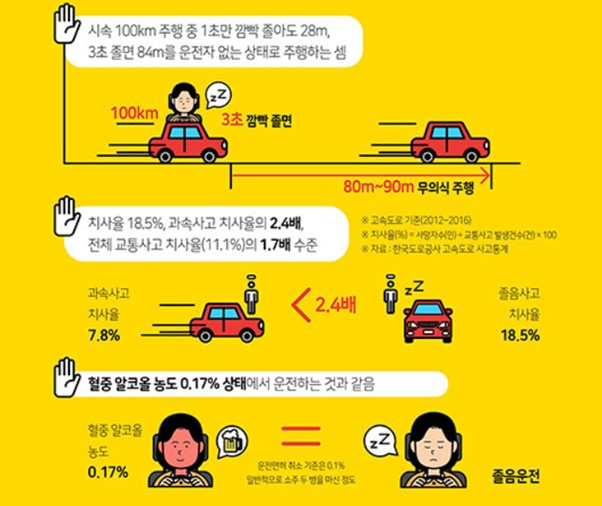 시속 100km 주행 중 1초만 깜빡 졸아도 28m,
3초 졸면 84m를 운전자 없는 상태로 주행하는 셈
zZ
100km
3초 깜빡 졸면
80m~90m 무의식 주행
치사율 18.5%, 과속사고 치사율의 2.4배,
전체 교통사고 치사율(11.1%)의 1.7배 수준
※ 고속도로 기준(2012~2016)
※ 치사율(%) = 사망자수(인) ÷ 교통사고 발생건수(건) × 100
※ 자료 : 한국도로공사 고속도로 사고통계
과속사고
치사율
7.8%
2.4배
zZ
졸음사고
치사율
18.5%
혈중 알코올 농도 0.17% 상태에서 운전하는 것과 같음
혈중 알코올
농도
0.17%
운전면허 취소 기준은 0.1%
일반적으로 소주 두 병을 마신 정도
zZ
졸음운전